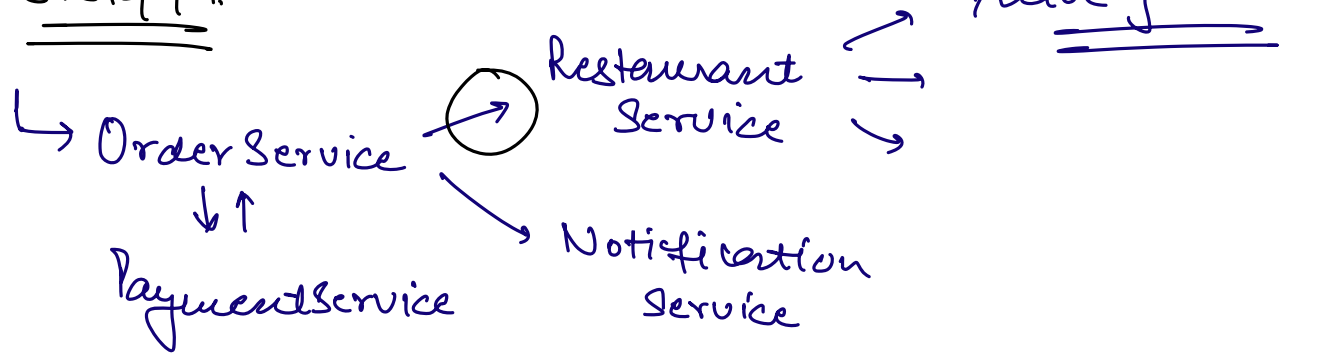 Restaurant
Service
OrderService
Notification
Service
PaymentService